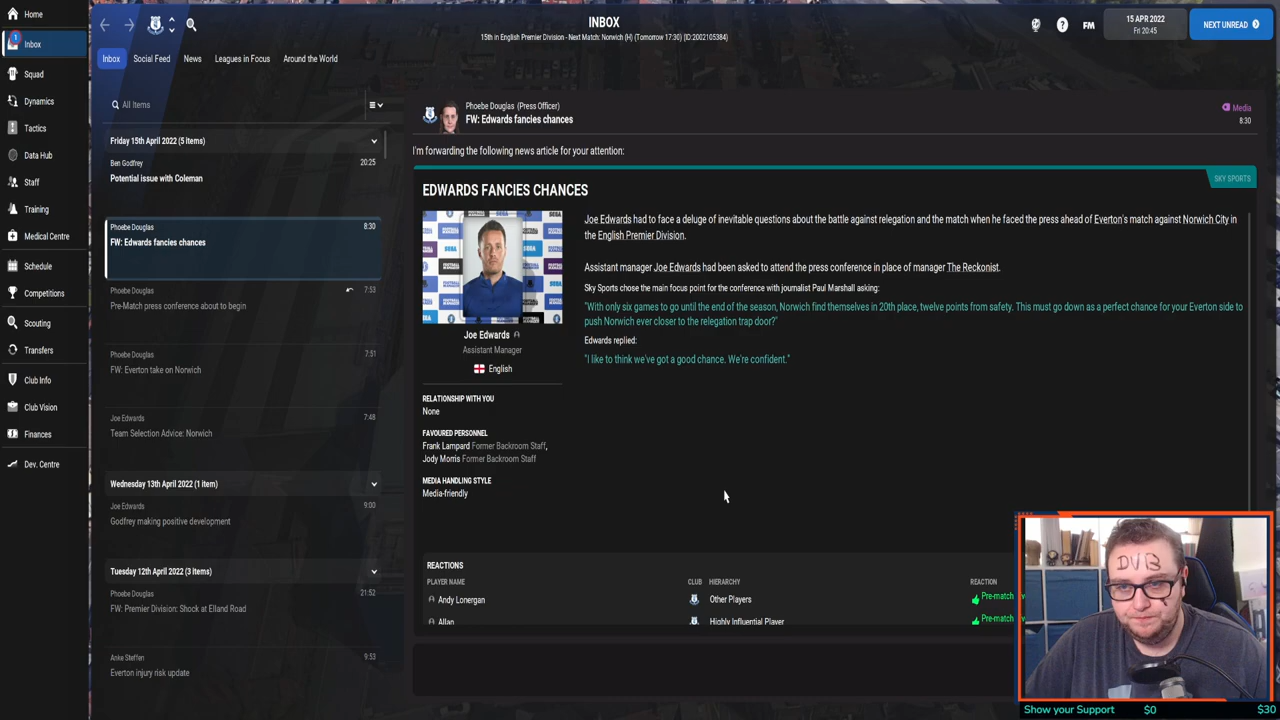 Home
Inbox
1
Squad
Dynamics
Tactics
Data Hub
Staff
Training
Medical Centre
Schedule
Competitions
Scouting
Transfers
Club Info
Club Vision
Finances
Dev. Centre
INBOX
15th in English Premier Division - Next Match: Norwich (H) (Tomorrow 17:30) (ID:2002105384)
FM
15 APR 2022
Fri 20:45
NEXT UNREAD
Inbox
Social Feed
News
Leagues in Focus
Around the World
All Items
Friday 15th April 2022 (5 items)
Ben Godfrey
20:25
Potential issue with Coleman
Phoebe Douglas
8:30
FW: Edwards fancies chances
Phoebe Douglas
7:53
Pre-Match press conference about to begin
Phoebe Douglas
7:51
FW: Everton take on Norwich
Joe Edwards
7:48
Team Selection Advice: Norwich
Wednesday 13th April 2022 (1 item)
Joe Edwards
9:00
Godfrey making positive development
Tuesday 12th April 2022 (3 items)
Phoebe Douglas
21:52
FW: Premier Division: Shock at Elland Road
Anke Steffen
9:53
Everton injury risk update
Phoebe Douglas (Press Officer)
FW: Edwards fancies chances
Media
8:30
I'm forwarding the following news article for your attention:
SKY SPORTS
EDWARDS FANCIES CHANCES
Joe Edwards
Assistant Manager
English
RELATIONSHIP WITH YOU
None
FAVOURED PERSONNEL
Frank Lampard Former Backroom Staff,
Jody Morris Former Backroom Staff
MEDIA HANDLING STYLE
Media-friendly
Joe Edwards had to face a deluge of inevitable questions about the battle against relegation and the match when he faced the press ahead of Everton's match against Norwich City in
the English Premier Division.
Assistant manager Joe Edwards had been asked to attend the press conference in place of manager The Reckonist.
Sky Sports chose the main focus point for the conference with journalist Paul Marshall asking:
"With only six games to go until the end of the season, Norwich find themselves in 20th place, twelve points from safety. This must go down as a perfect chance for your Everton side to
push Norwich ever closer to the relegation trap door?"
Edwards replied:
"I like to think we've got a good chance. We're confident."
REACTIONS
PLAYER NAME
CLUB
HIERARCHY
REACTION
Andy Lonergan
Other Players
Pre-match
Allan
Highly Influential Player
Pre-match
DVB
Show your Support
$0
$30